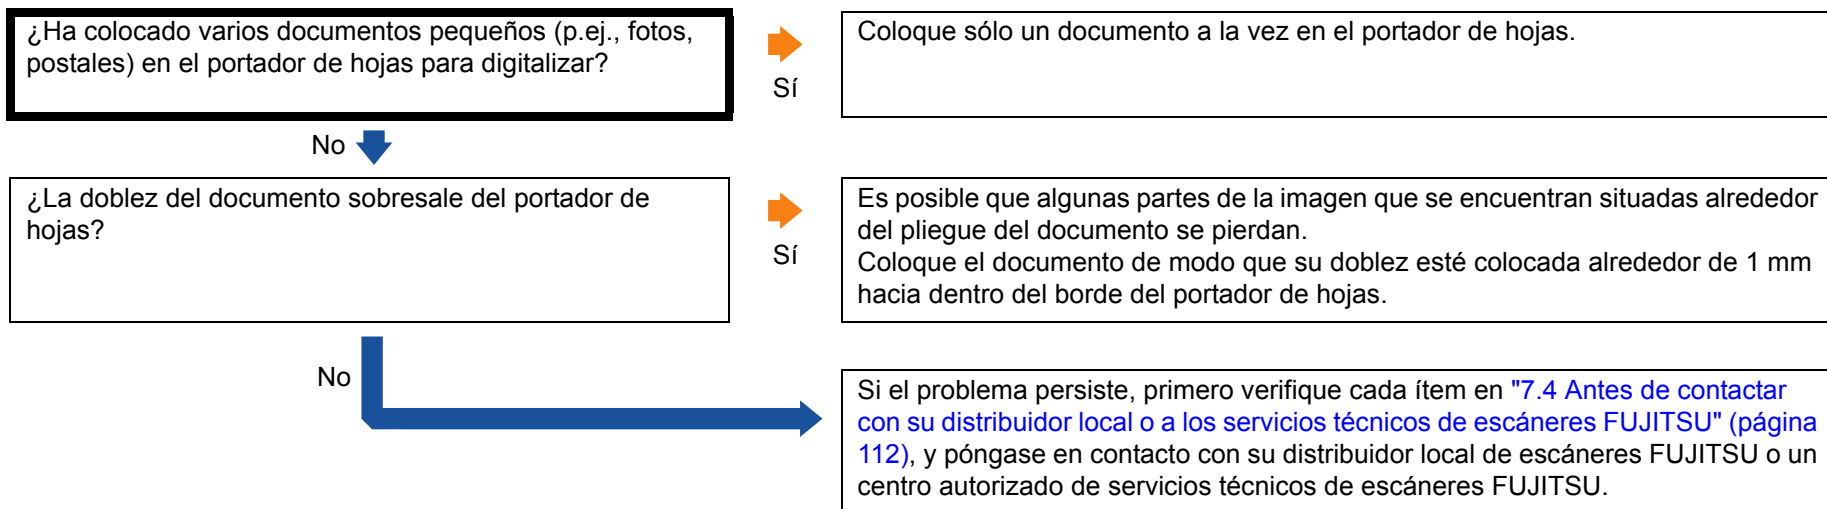 ¿Ha colocado varios documentos pequeños (p.ej., fotos,
postales) en el portador de hojas para digitalizar?
Sí
Coloque sólo un documento a la vez en el portador de hojas.
No
¿La doblez del documento sobresale del portador de
hojas?
Sí
Es posible que algunas partes de la imagen que se encuentran situadas alrededor
del pliegue del documento se pierdan.
Coloque el documento de modo que su doblez esté colocada alrededor de 1 mm
hacia dentro del borde del portador de hojas.
No
Si el problema persiste, primero verifique cada ítem en "7.4 Antes de contactar
con su distribuidor local o a los servicios técnicos de escáneres FUJITSU" (página
112), y póngase en contacto con su distribuidor local de escáneres FUJITSU o un
centro autorizado de servicios técnicos de escáneres FUJITSU.